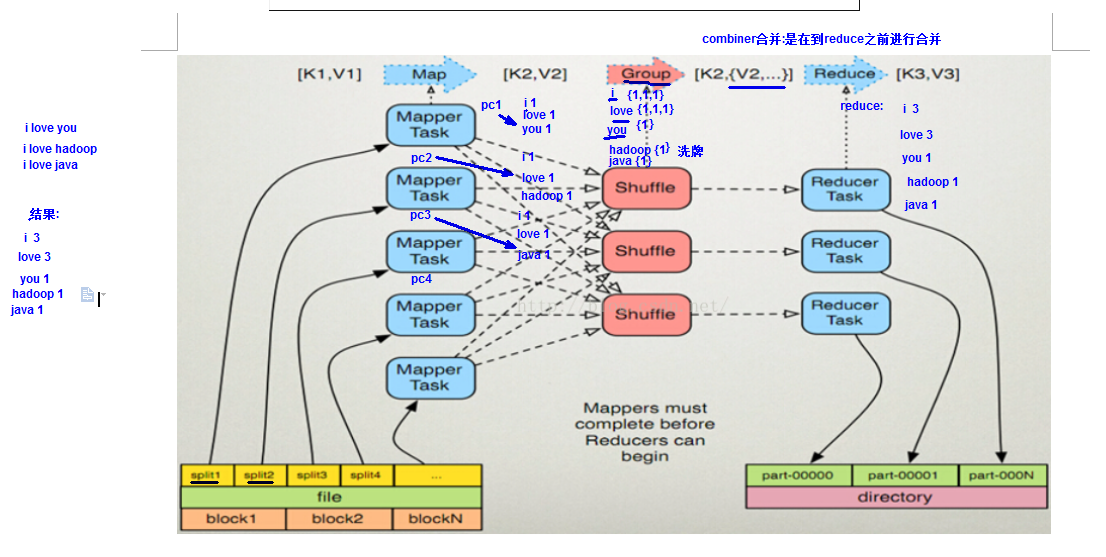 combiner合并:是在到reduce之前进行合并
[K1,V1]
Map
[K2,V2]
Group
[K2,{V2,...}]
Reduce
[K3,V3]
i love you
i love hadoop
i love java
结果:
i 3
love 3
you 1
hadoop 1
java 1
Mapper
Task
Mapper
Task
Mapper
Task
Mapper
Task
Mapper
Task
pc1
i 1
love 1
you 1
pc2
i 1
love 1
hadoop 1
pc3
i 1
love 1
java 1
pc4
i {1,1,1}
love {1,1,1}
you {1}
hadoop {1}
java {1}
洗牌
Shuffle
Shuffle
Shuffle
reduce:
i 3
love 3
you 1
hadoop 1
java 1
Reducer
Task
Reducer
Task
Reducer
Task
Mappers must
complete before
Reducers can
begin
split1 split2 split3 split4 ...
file
block1 block2 blockN
part-00000 part-00001 part-000N
directory